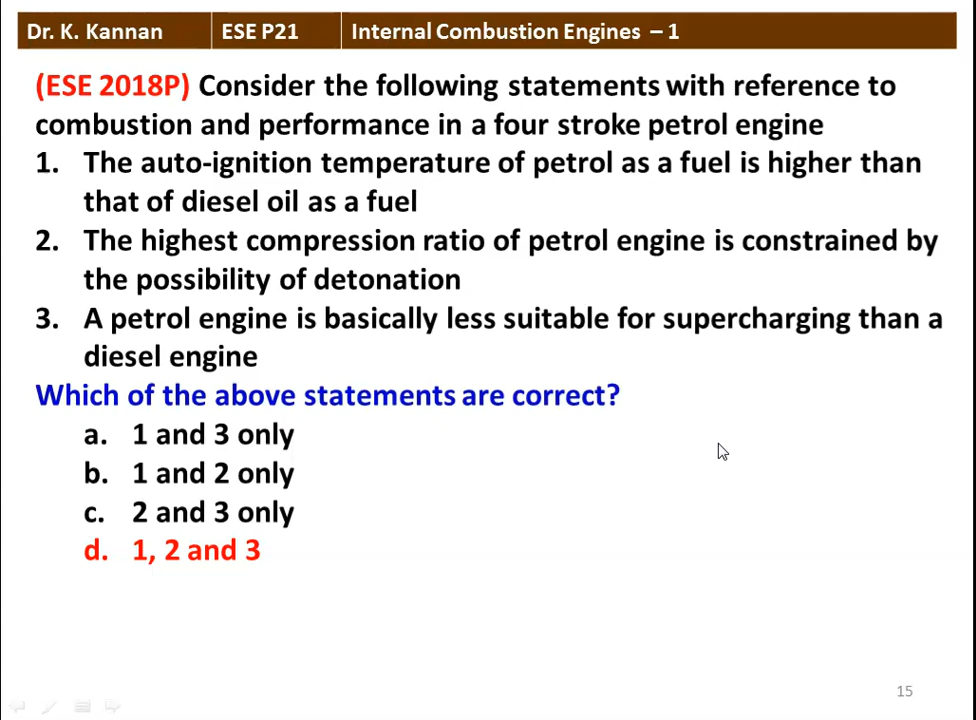 Dr. K. Kannan ESE P21 Internal Combustion Engines – 1
(ESE 2018P) Consider the following statements with reference to
combustion and performance in a four stroke petrol engine
1. The auto-ignition temperature of petrol as a fuel is higher than
that of diesel oil as a fuel
2. The highest compression ratio of petrol engine is constrained by
the possibility of detonation
3. A petrol engine is basically less suitable for supercharging than a
diesel engine
Which of the above statements are correct?
a. 1 and 3 only
b. 1 and 2 only
c. 2 and 3 only
d. 1, 2 and 3
15